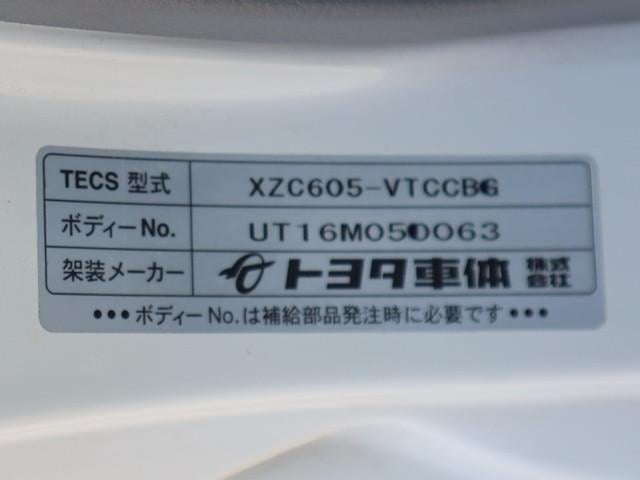 TECS 型式 XZC605-VTCCBG
ボディーNo. UT16M050063
架装メーカー トヨタ車体 株式会社
•••ボディーNo.は補給部品発注時に必要です•••